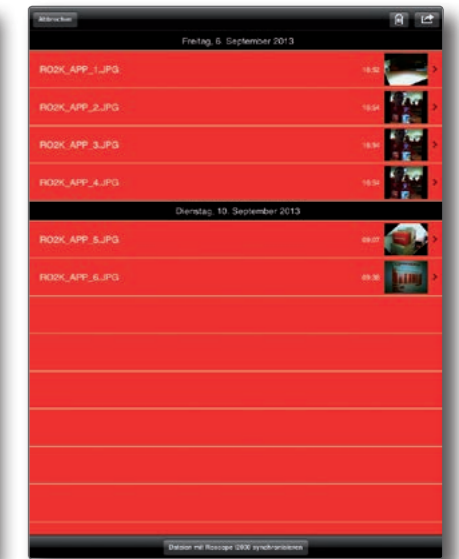 Abbrechen
Freitag, 6. September 2013
RO2K_APP_1.JPG 18:52
RO2K_APP_2.JPG 18:54
RO2K_APP_3.JPG 18:54
RO2K_APP_4.JPG 18:54
Dienstag, 10. September 2013
RO2K_APP_5.JPG 09:07
RO2K_APP_6.JPG 09:38
Dateien mit Roscope i2000 synchronisieren